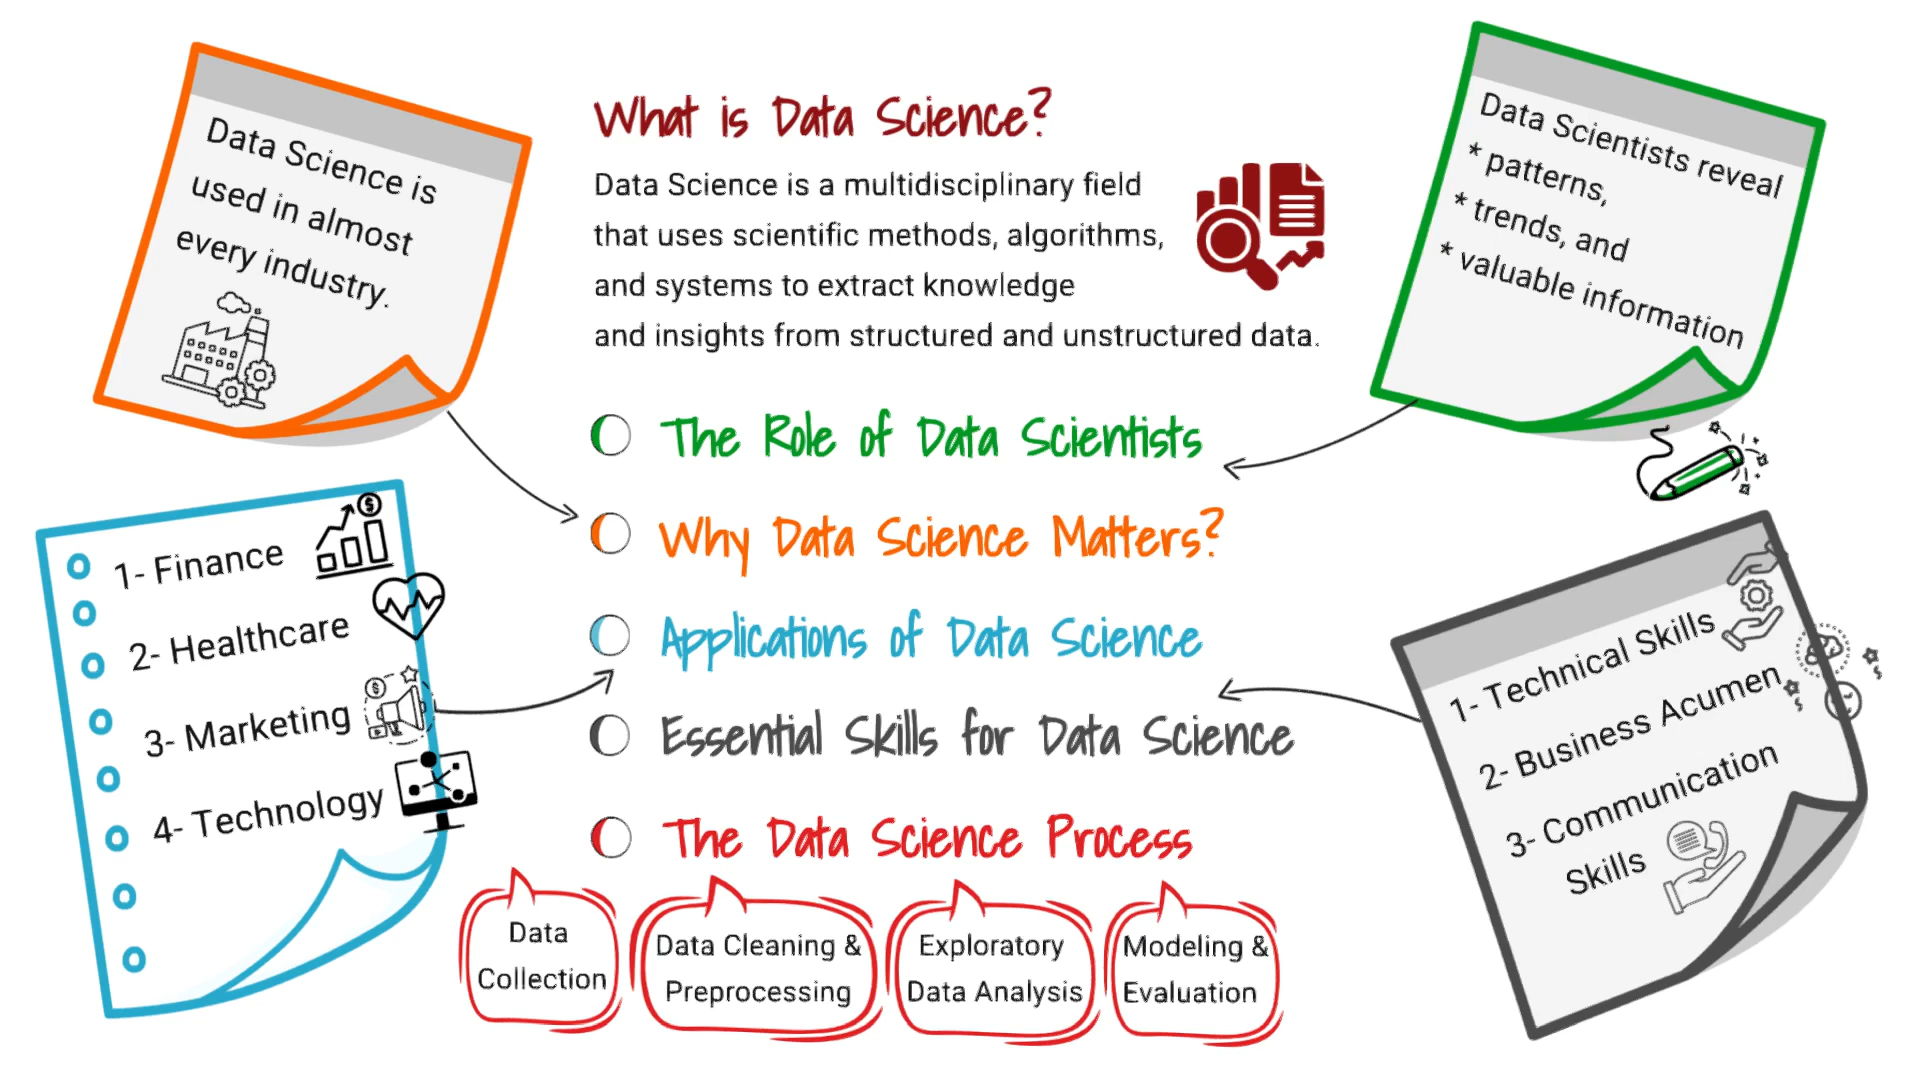 What is Data Science?
Data Science is a multidisciplinary field
that uses scientific methods, algorithms,
and systems to extract knowledge
and insights from structured and unstructured data.
Data Science is
used in almost
every industry.
Data Scientists reveal
* patterns,
* trends, and
* valuable information
The Role of Data Scientists
Why Data Science Matters?
Applications of Data Science
Essential Skills for Data Science
The Data Science Process
1- Finance
2- Healthcare
3- Marketing
4- Technology
1- Technical Skills
2- Business Acumen
3- Communication
Skills
Data
Collection
Data Cleaning &
Preprocessing
Exploratory
Data Analysis
Modeling &
Evaluation